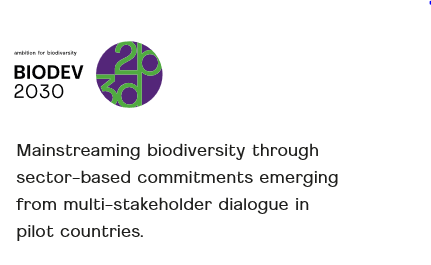 ambition for biodiversity
BIODEV
2030
Mainstreaming biodiversity through
sector-based commitments emerging
from multi-stakeholder dialogue in
pilot countries.